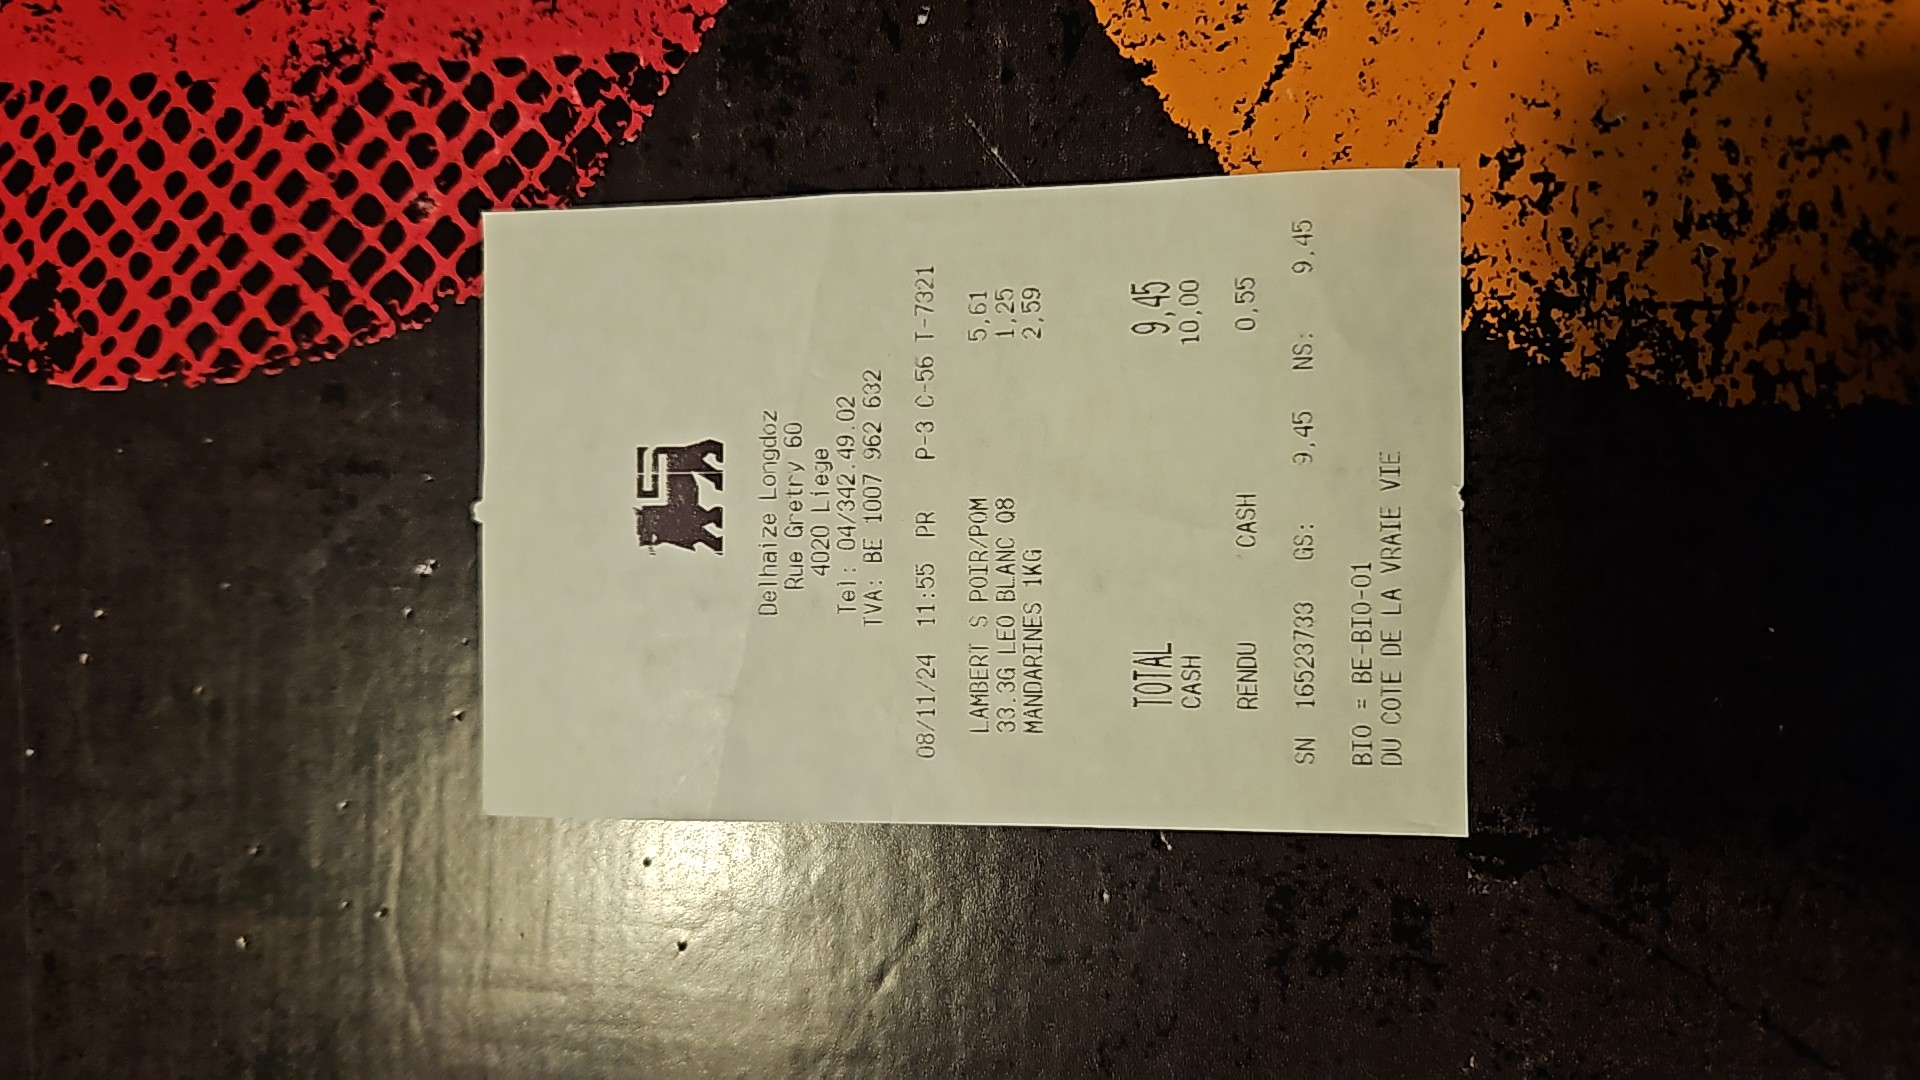 Delhaize Longdoz
Rue Gretry 60
4020 Liege
Tel: 04/342.49.02
TVA: BE 1007 962 632
08/11/24 11:55 PR P-3 C-56 T-7321
LAMBERT S POIR/POM 5,61
33.3G LEO BLANC Q8 1,25
MANDARINES 1KG 2,59
TOTAL 9,45
CASH 10,00
RENDU CASH 0,55
SN 16523733 GS: 9,45 NS: 9,45
BIO = BE-BIO-01
DU COTE DE LA VRAIE VIE